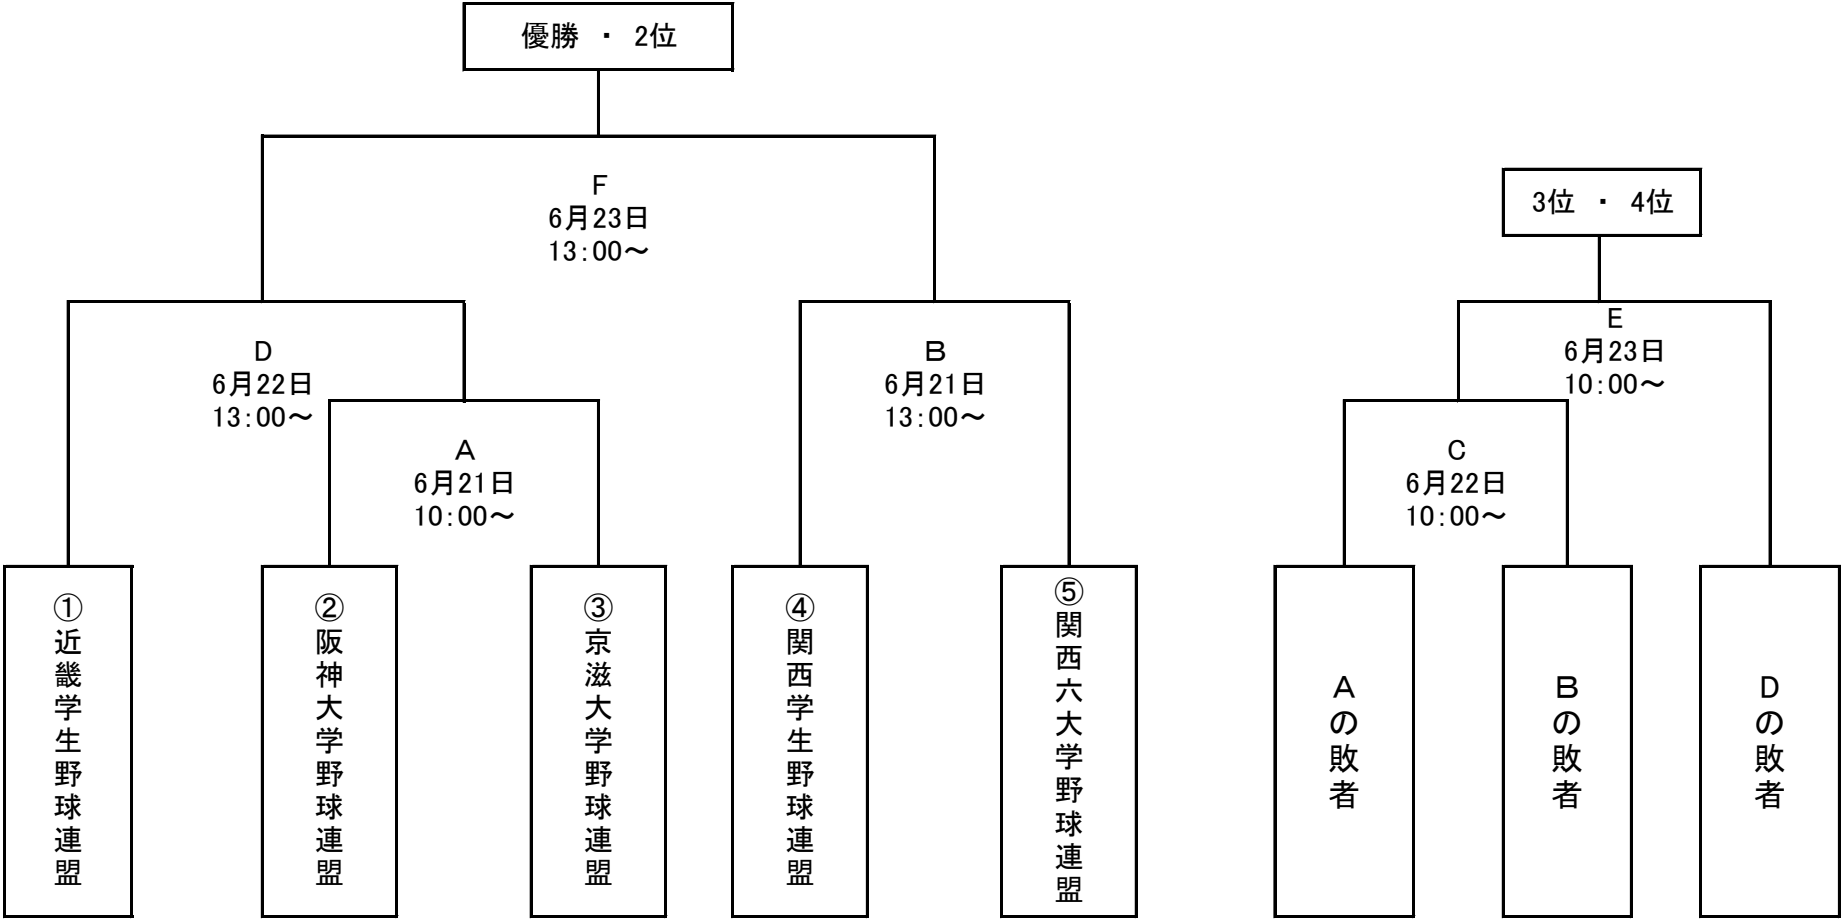 優勝 ・ 2位
F
6月23日
13:00～
3位 ・ 4位
D
6月22日
13:00～
B
6月21日
13:00～
E
6月23日
10:00～
A
6月21日
10:00～
C
6月22日
10:00～
①近畿学生野球連盟
②阪神大学野球連盟
③京滋大学野球連盟
④関西学生野球連盟
⑤関西六大学野球連盟
Aの敗者
Bの敗者
Dの敗者